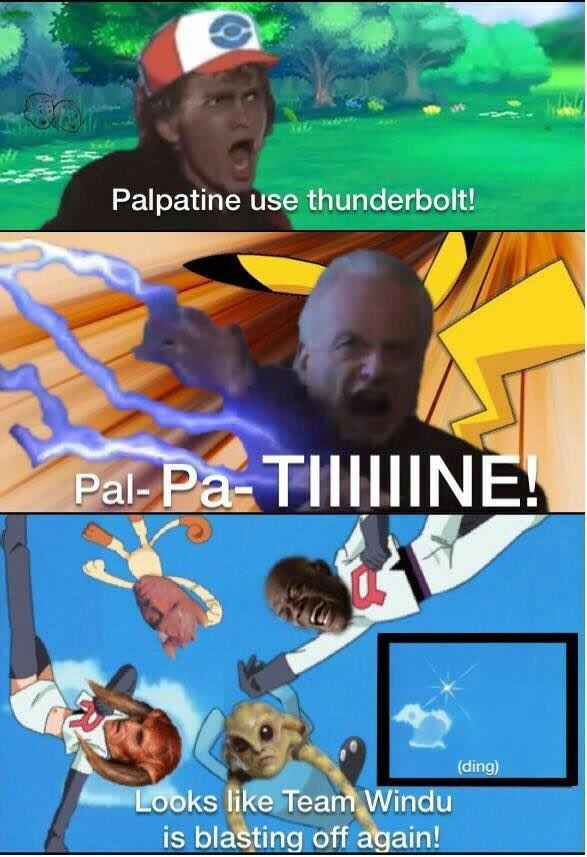 Palpatine use thunderbolt!
Pal- Pa- TIIIIIINE!
R
R
(ding)
Looks like Team Windu
is blasting off again!